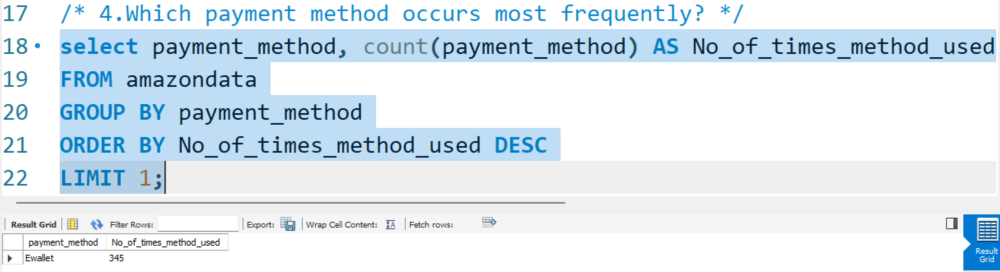 17 /* 4.Which payment method occurs most frequently? */
18 select payment_method, count(payment_method) AS No_of_times_method_used
19 FROM amazondata
20 GROUP BY payment_method
21 ORDER BY No_of_times_method_used DESC
22 LIMIT 1;
Result Grid Filter Rows: Export: Wrap Cell Content: Fetch rows:
payment_method No_of_times_method_used
Ewallet 345
Result
Grid